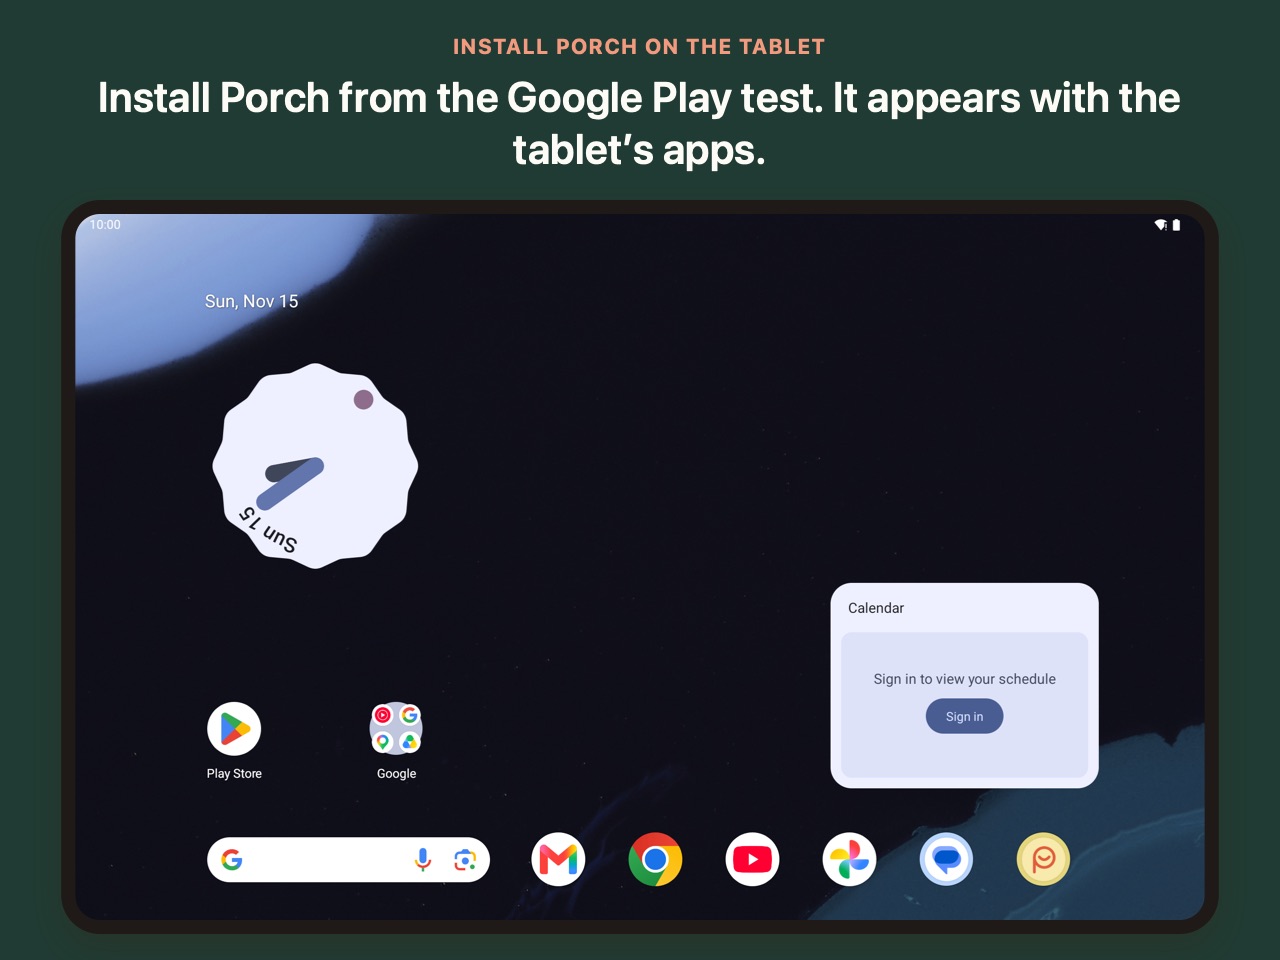 INSTALL PORCH ON THE TABLET
Install Porch from the Google Play test. It appears with the
tablet’s apps.
10:00
Sun, Nov 15
Sun 15
Calendar
Sign in to view your schedule
Sign in
Play Store
Google